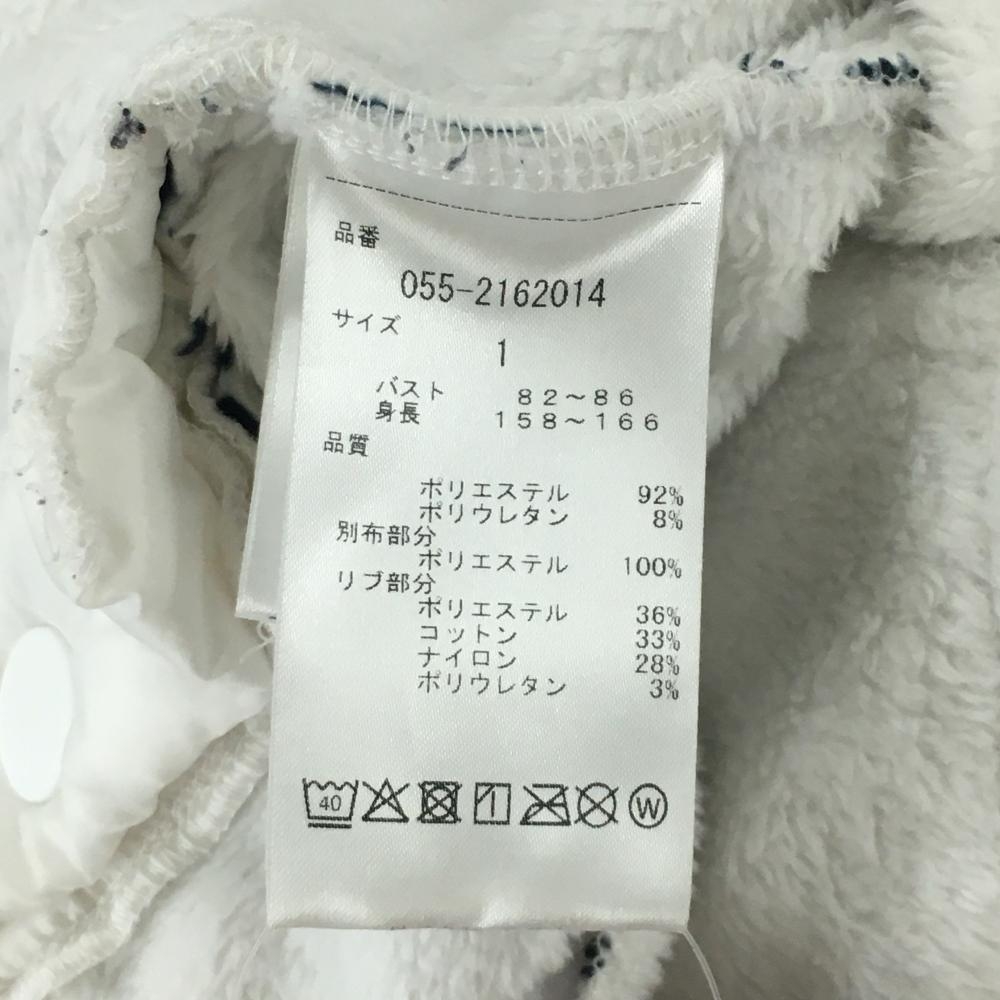 品番
055-2162014
サイズ
1
バスト 82～86
身長 158～166
品質
ポリエステル 92%
ポリウレタン 8%
別布部分
ポリエステル 100%
リブ部分
ポリエステル 36%
コットン 33%
ナイロン 28%
ポリウレタン 3%
40 W